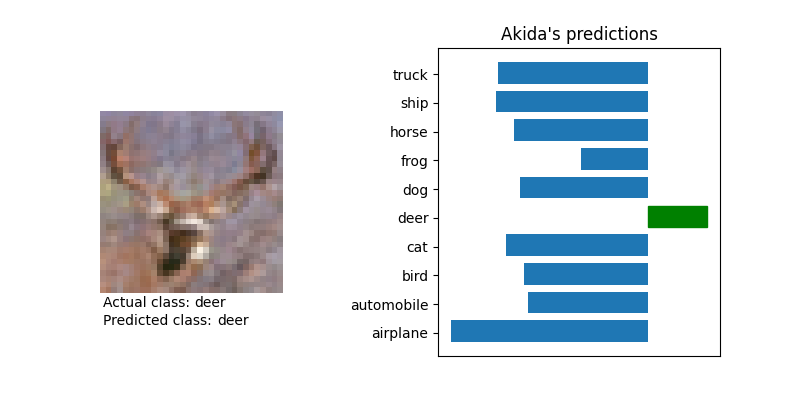 Akida's predictions
truck
ship
horse
frog
dog
deer
cat
bird
automobile
airplane
Actual class: deer
Predicted class: deer